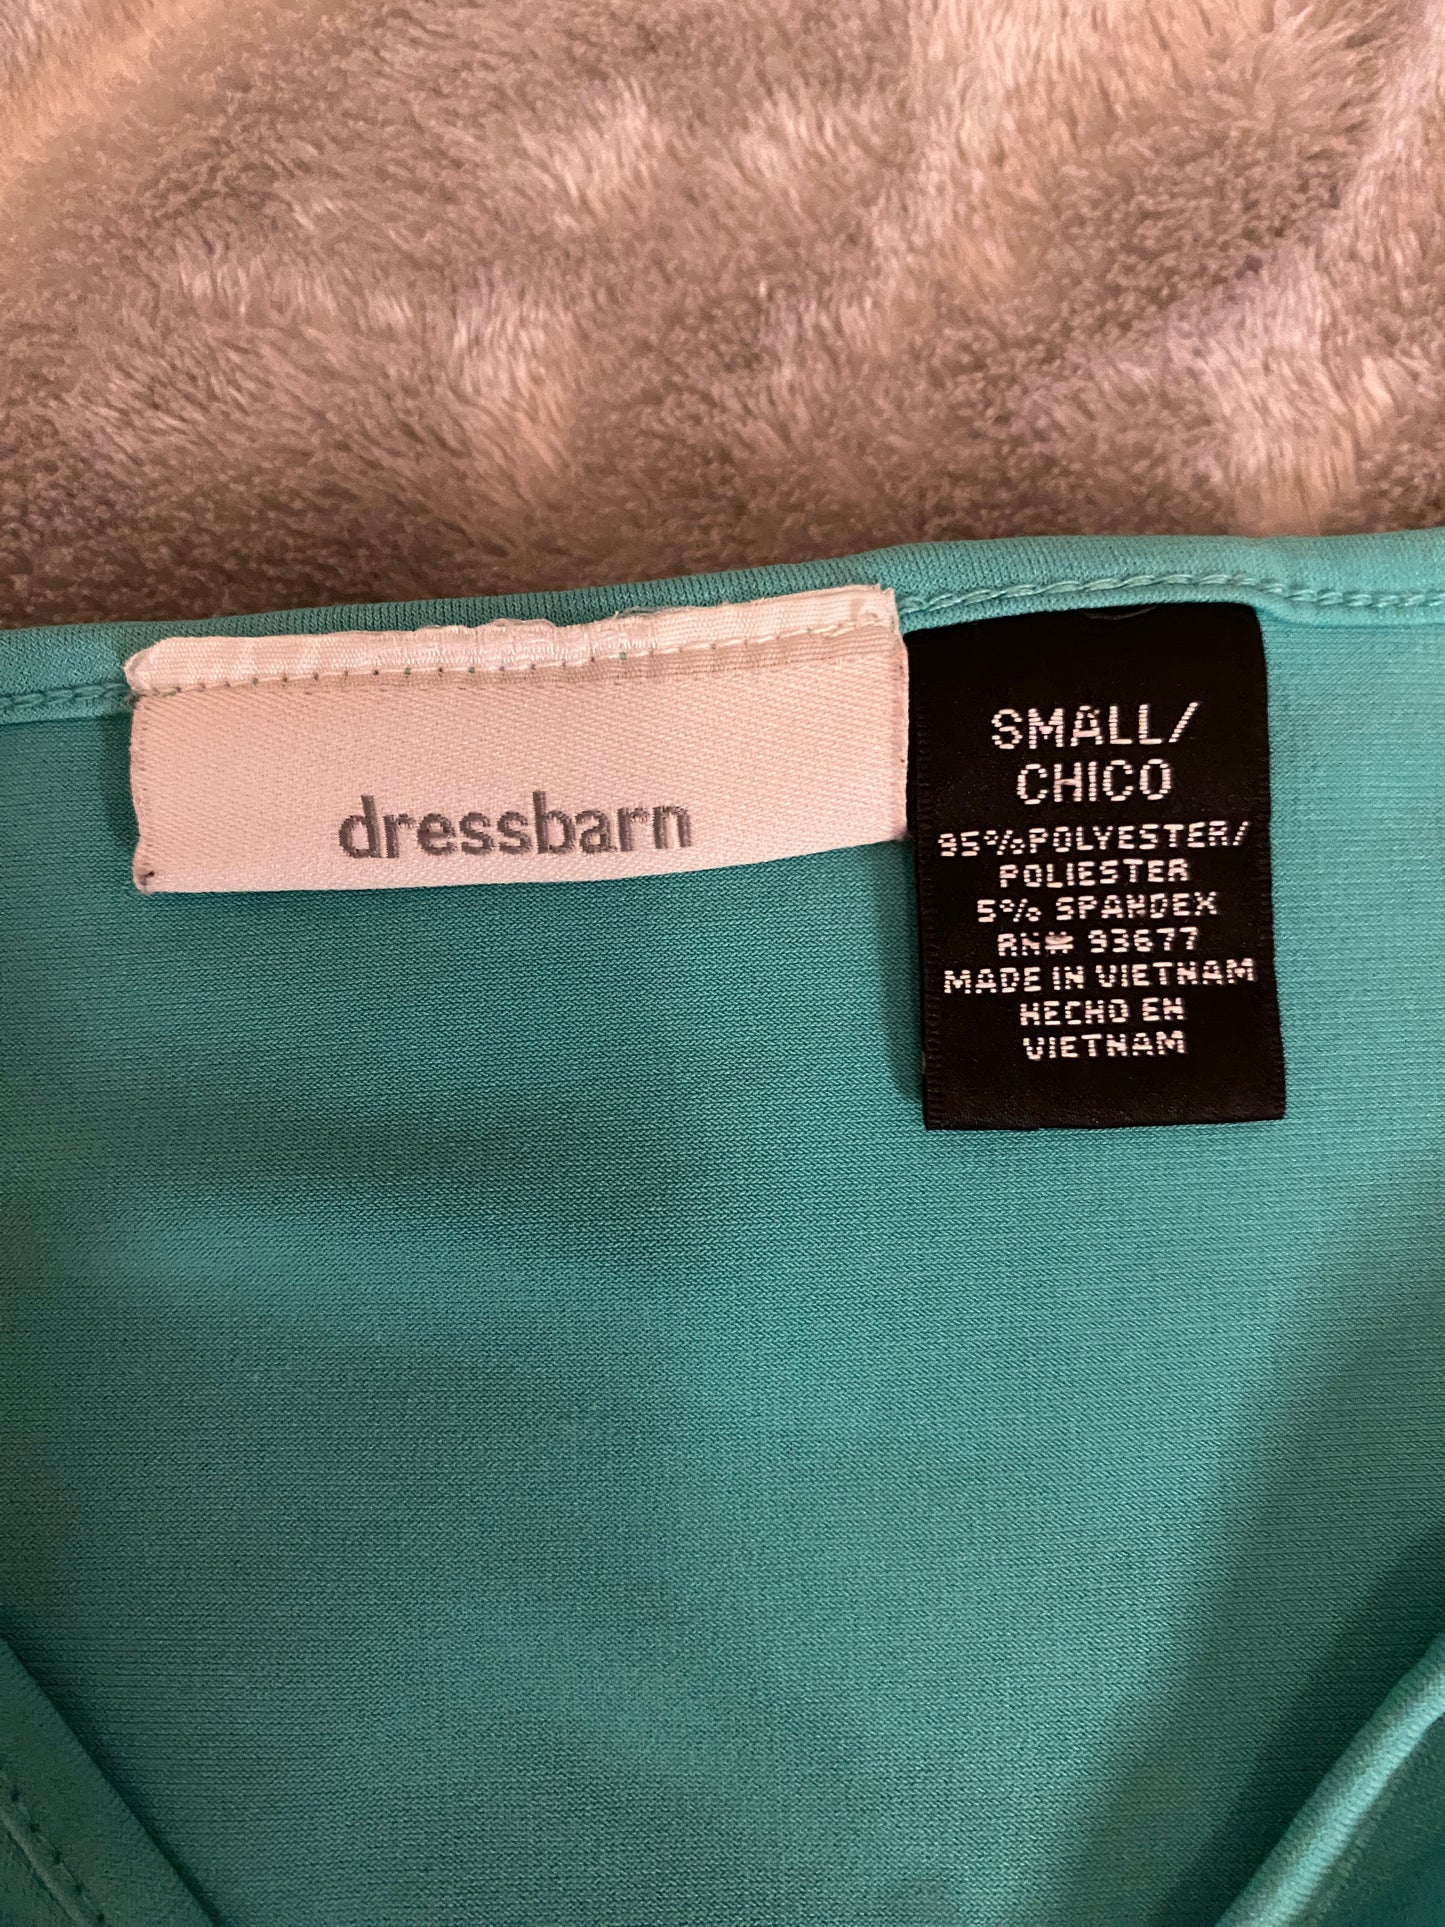 dressbarn
SMALL/
CHICO
95%POLYESTER/
POLIESTER
5% SPANDEX
RN# 93677
MADE IN VIETNAM
HECHO EN
VIETNAM